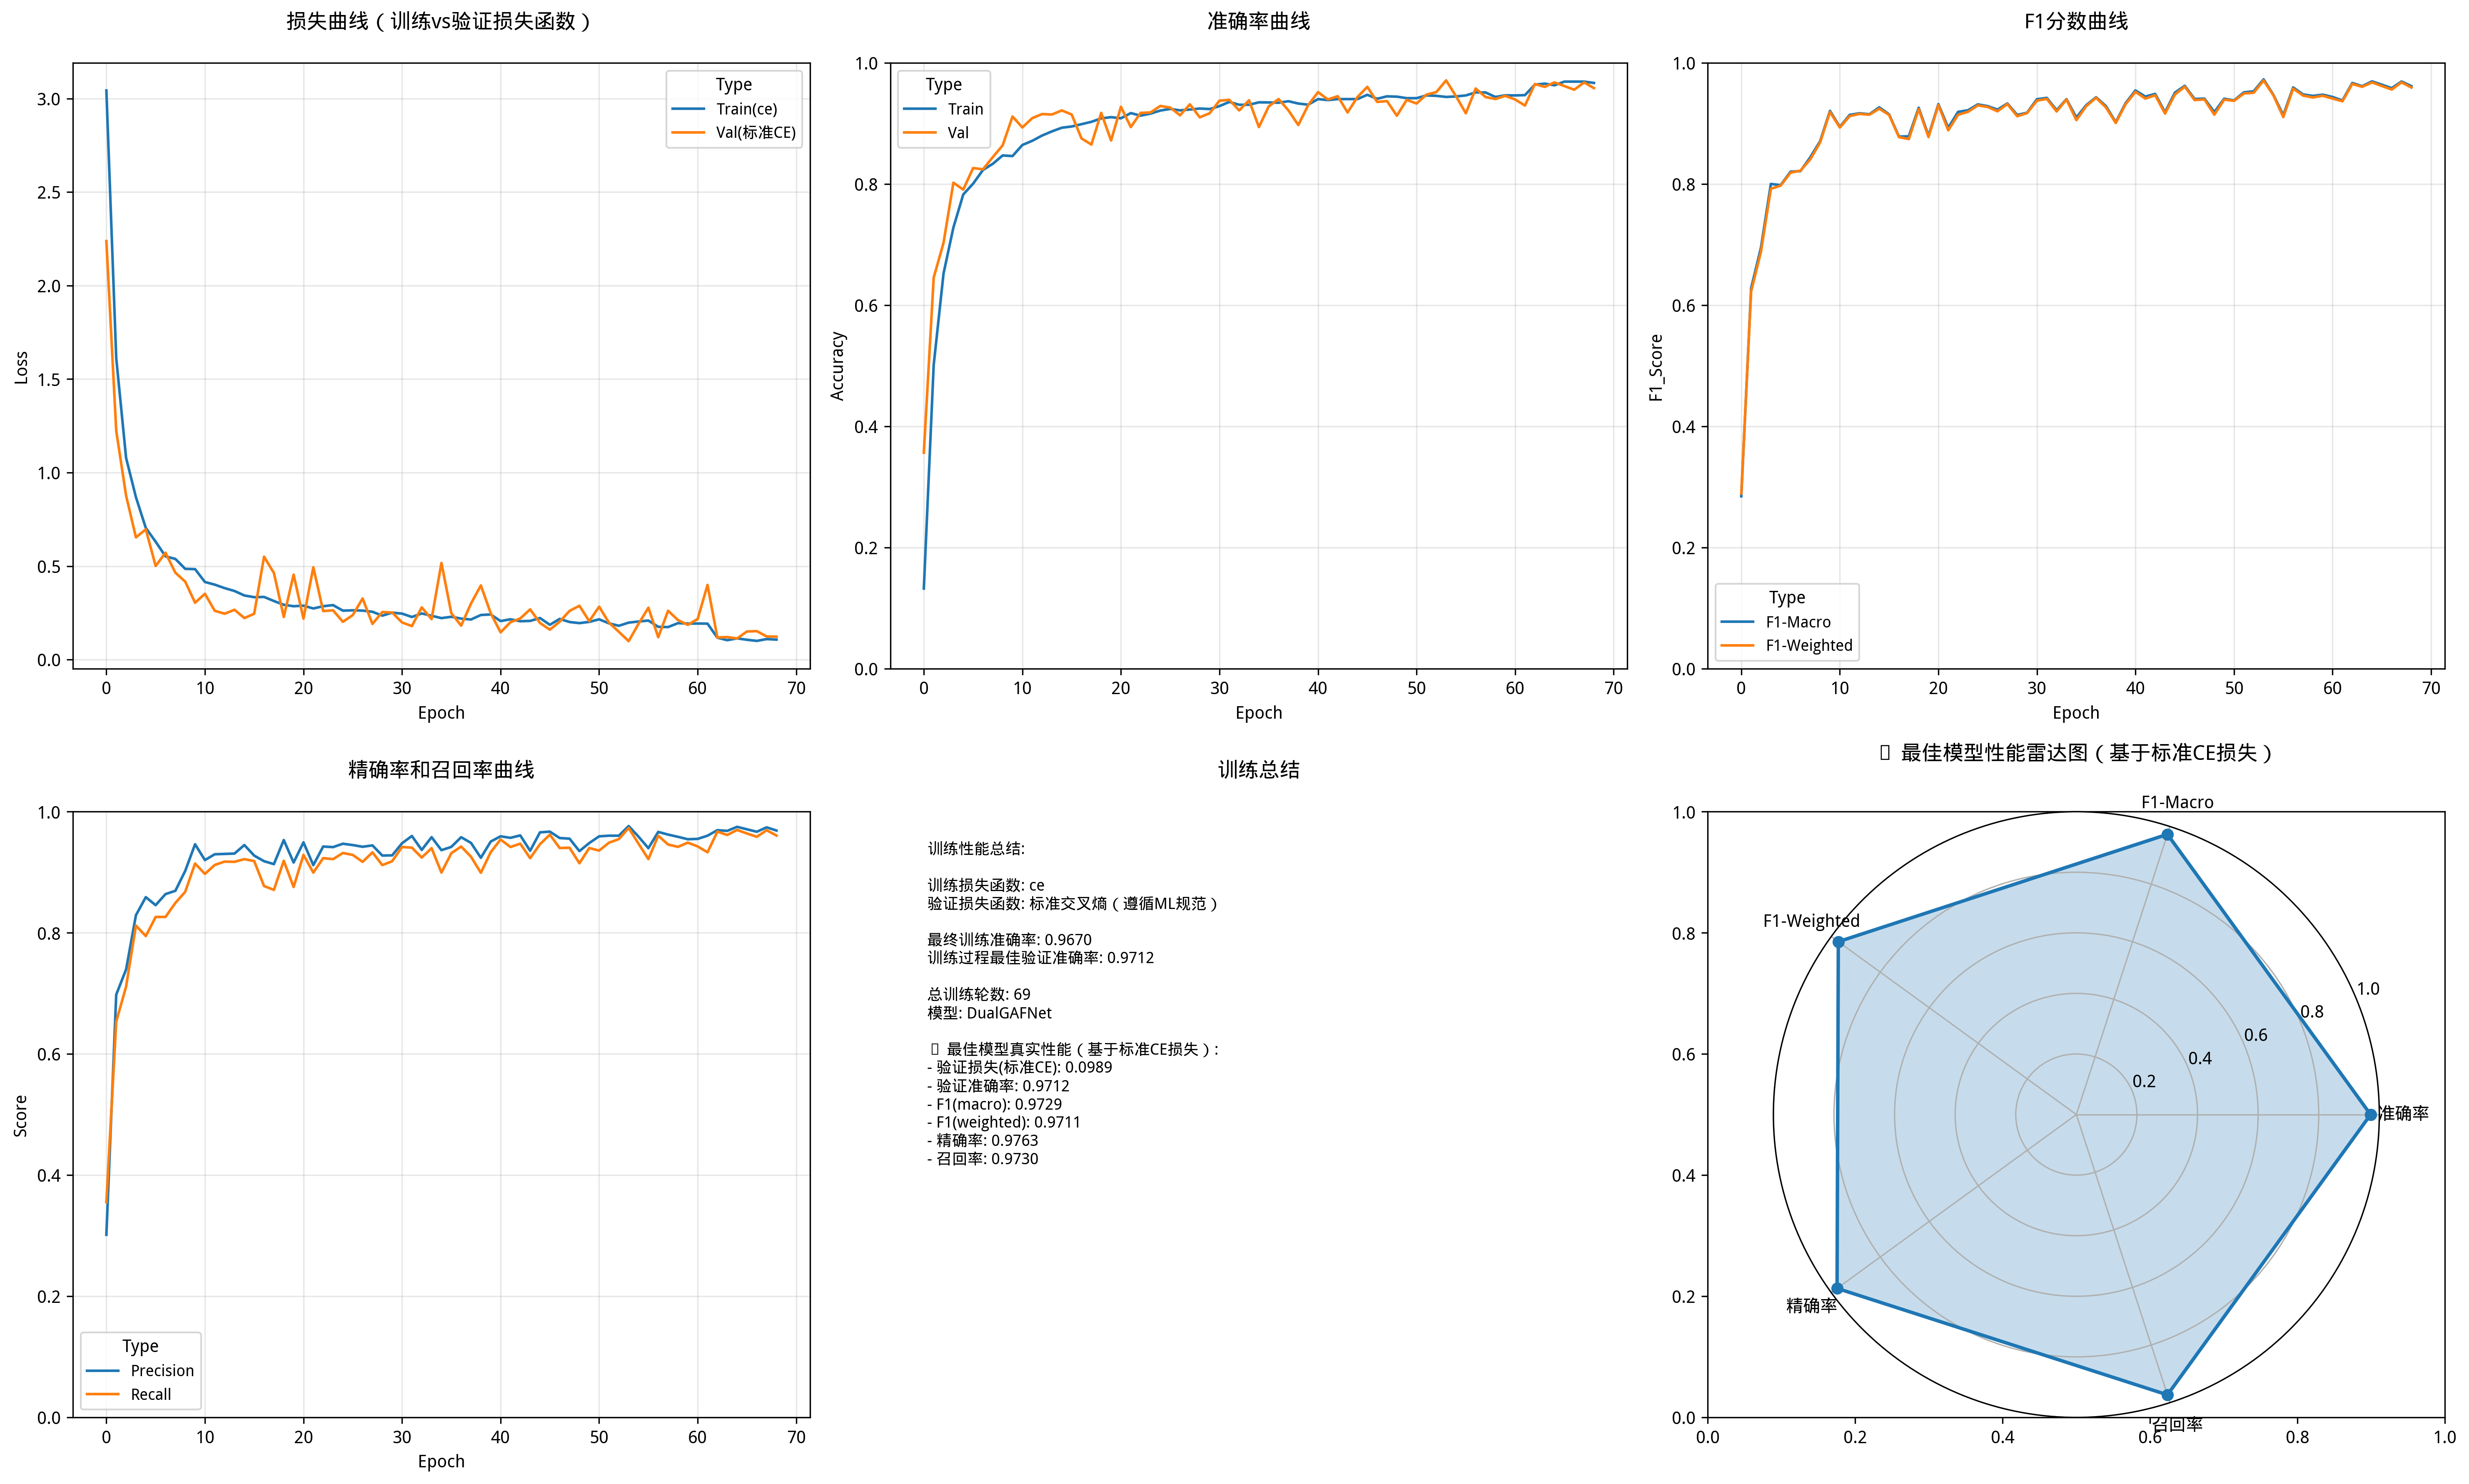 损失曲线（训练vs验证损失函数）
3.0
2.5
2.0
1.5
1.0
0.5
0.0
Loss
Type
Train(ce)
Val(标准CE)
0 10 20 30 40 50 60 70
Epoch
准确率曲线
1.0
0.8
0.6
0.4
0.2
0.0
Accuracy
Type
Train
Val
0 10 20 30 40 50 60 70
Epoch
F1分数曲线
1.0
0.8
0.6
0.4
0.2
0.0
F1_Score
Type
F1-Macro
F1-Weighted
0 10 20 30 40 50 60 70
Epoch
精确率和召回率曲线
1.0
0.8
0.6
0.4
0.2
0.0
Score
Type
Precision
Recall
0 10 20 30 40 50 60 70
Epoch
训练总结
训练性能总结:
训练损失函数: ce
验证损失函数: 标准交叉熵（遵循ML规范）
最终训练准确率: 0.9670
训练过程最佳验证准确率: 0.9712
总训练轮数: 69
模型: DualGAFNet
最佳模型真实性能（基于标准CE损失）:
- 验证损失(标准CE): 0.0989
- 验证准确率: 0.9712
- F1(macro): 0.9729
- F1(weighted): 0.9711
- 精确率: 0.9763
- 召回率: 0.9730
最佳模型性能雷达图（基于标准CE损失）
1.0
0.8
0.6
0.4
0.2
0.0
F1-Macro
F1-Weighted
1.0
0.8
0.6
0.4
0.2
准确率
精确率
召回率
0.0 0.2 0.4 0.6 0.8 1.0